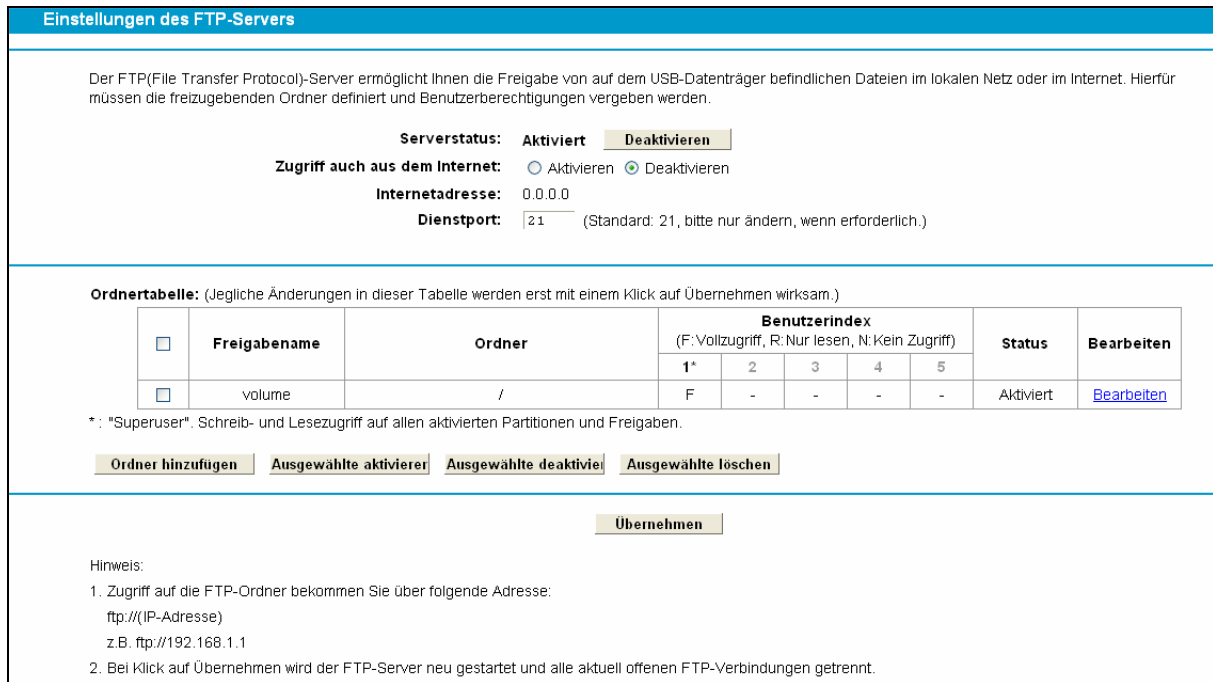 Einstellungen des FTP-Servers
Der FTP(File Transfer Protocol)-Server ermöglicht Ihnen die Freigabe von auf dem USB-Datenträger befindlichen Dateien im lokalen Netz oder im Internet. Hierfür
müssen die freizugebenden Ordner definiert und Benutzerberechtigungen vergeben werden.
Serverstatus: Aktiviert Deaktivieren
Zugriff auch aus dem Internet: Aktivieren Deaktivieren
Internetadresse: 0.0.0.0
Dienstport: 21 (Standard: 21, bitte nur ändern, wenn erforderlich.)
Ordnertabelle: (Jegliche Änderungen in dieser Tabelle werden erst mit einem Klick auf Übernehmen wirksam.)
Freigabename Ordner Benutzerindex Status Bearbeiten
(F:Vollzugriff, R:Nur lesen, N:Kein Zugriff)
1* 2 3 4 5
volume / F - - - - Aktiviert Bearbeiten
* : "Superuser". Schreib- und Lesezugriff auf allen aktivierten Partitionen und Freigaben.
Ordner hinzufügen Ausgewählte aktivierer Ausgewählte deaktivier Ausgewählte löschen
Übernehmen
Hinweis:
1. Zugriff auf die FTP-Ordner bekommen Sie über folgende Adresse:
ftp://(IP-Adresse)
z.B. ftp://192.168.1.1
2. Bei Klick auf Übernehmen wird der FTP-Server neu gestartet und alle aktuell offenen FTP-Verbindungen getrennt.